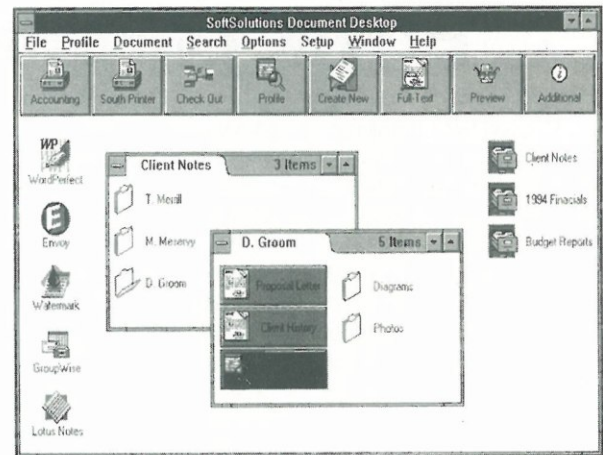 SoftSolutions Document Desktop
File Profile Document Search Options Setup Window Help
Accounting South Printer Check Out Profile Create New Full-Text Preview Additional
WordPerfect
Envoy
Watermark
GroupWise
Lotus Notes
Client Notes 3 Items
T. Merrill
M. Meservy
D. Groom
D. Groom 5 Items
Proposal Letter
Client History
Diagrams
Photos
Client Notes
1994 Finacials
Budget Reports